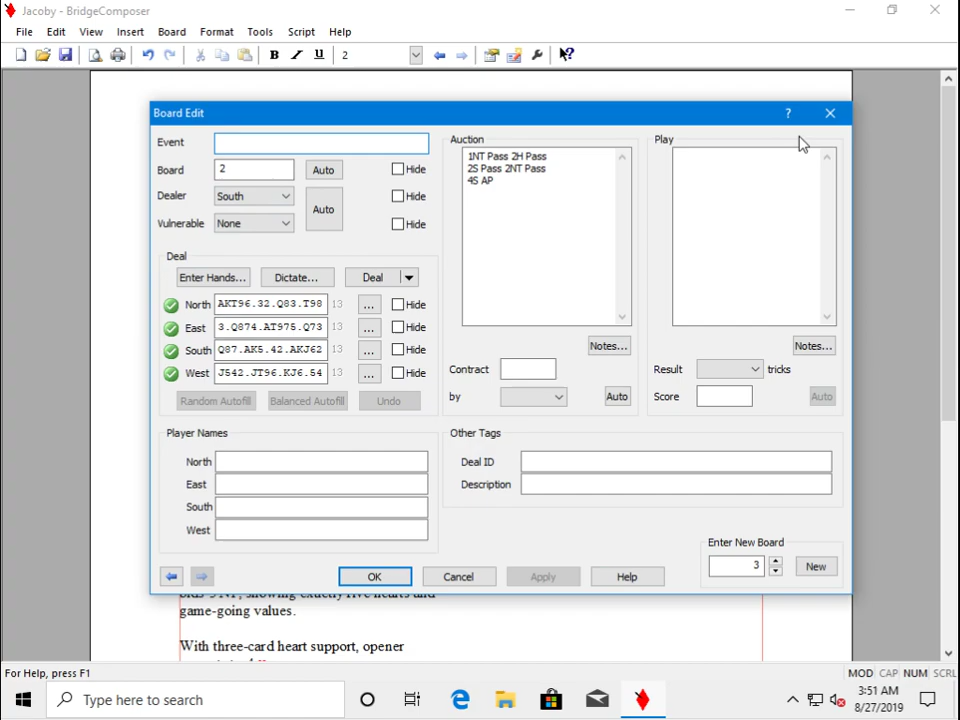 Jacoby - BridgeComposer
File Edit View Insert Board Format Tools Script Help
B I U 2
Board Edit ?
Event
Board 2 Auto Hide
Dealer South Auto Hide
Vulnerable None Hide
Deal
Enter Hands... Dictate... Deal
North AKT96.32.Q83.T98 13 ... Hide
East 3.Q874.AT975.Q73 13 ... Hide
South Q87.AK5.42.AKJ62 13 ... Hide
West J542.JT96.KJ6.54 13 ... Hide
Random Autofill Balanced Autofill Undo
Auction
1NT Pass 2H Pass
2S Pass 2NT Pass
4S AP
Notes...
Contract
by Auto
Play
Notes...
Result tricks
Score Auto
Player Names
North
East
South
West
Other Tags
Deal ID
Description
Enter New Board
3 New
OK Cancel Apply Help
game-going values.
With three-card heart support, opener
For Help, press F1 MOD CAP NUM SCRL
Type here to search
3:51 AM
8/27/2019